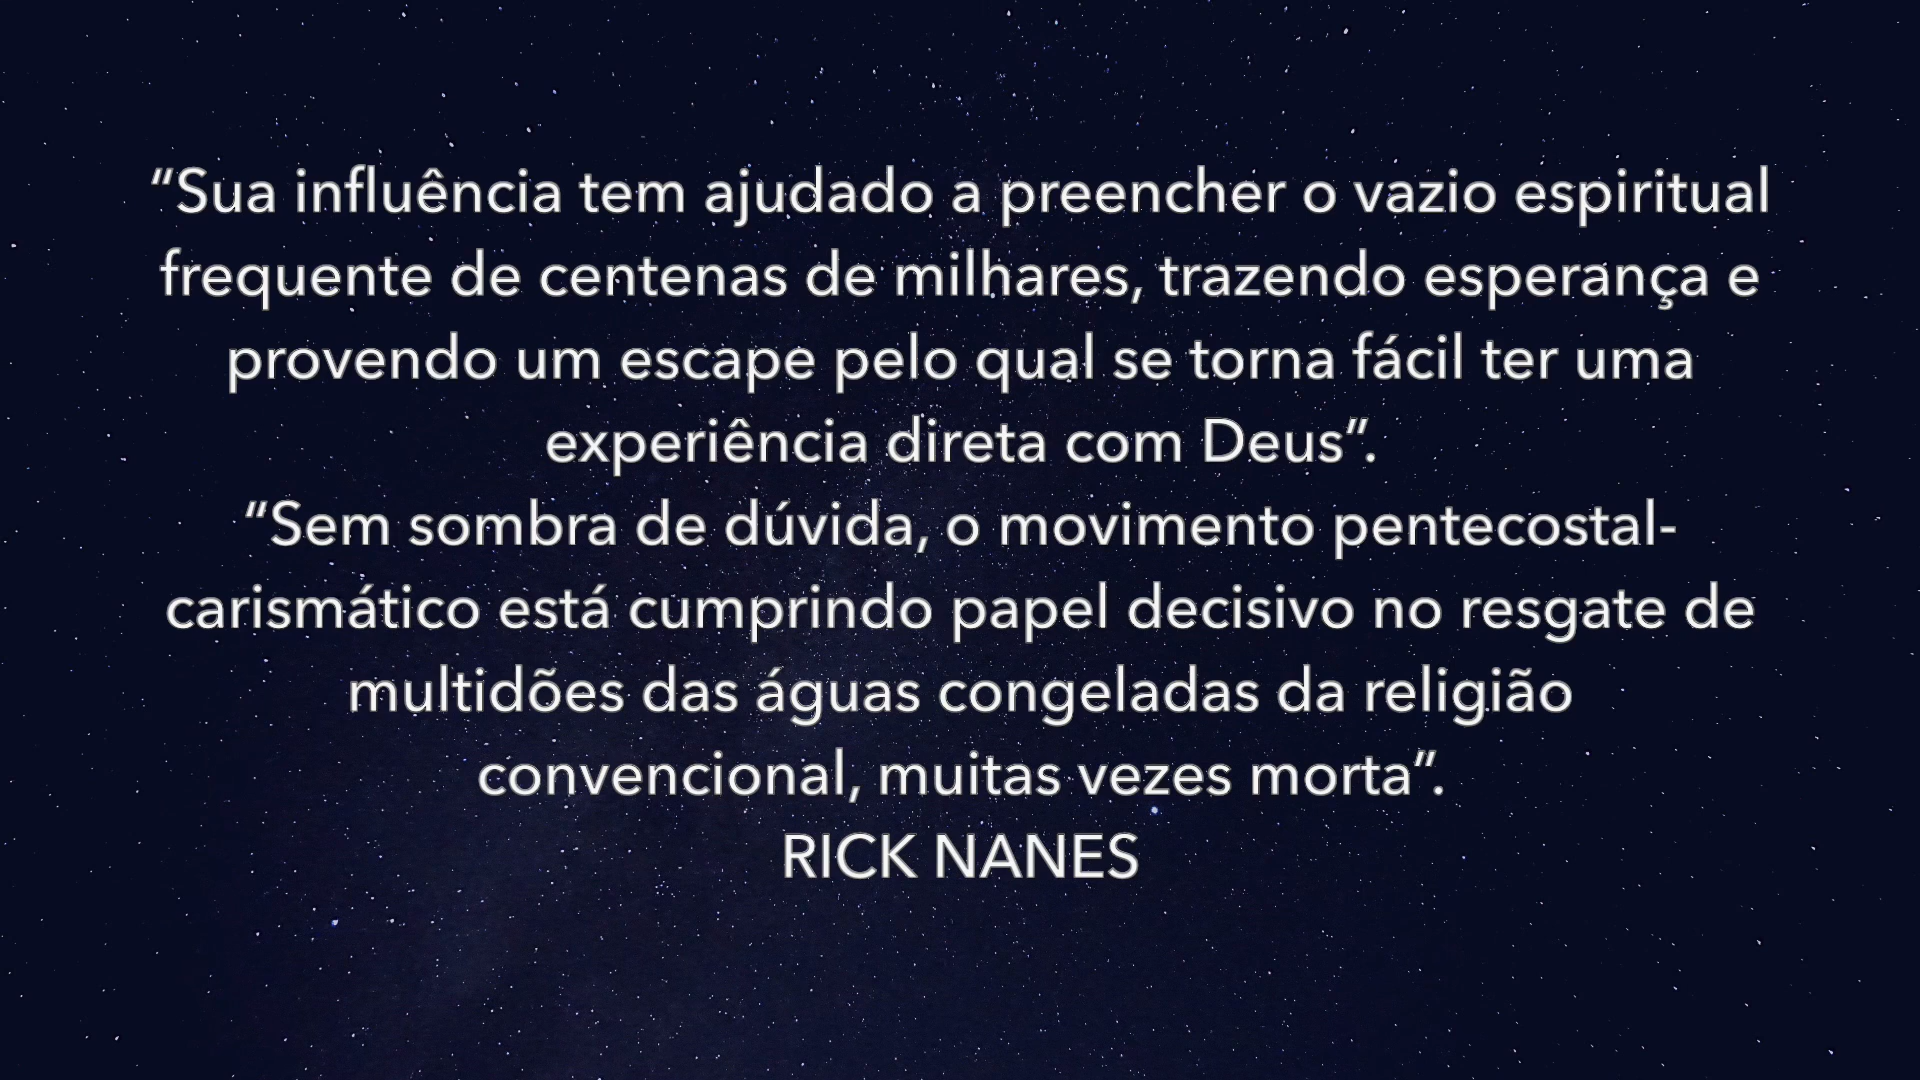 “Sua influência tem ajudado a preencher o vazio espiritual
frequente de centenas de milhares, trazendo esperança e
provendo um escape pelo qual se torna fácil ter uma
experiência direta com Deus”.
“Sem sombra de dúvida, o movimento pentecostal-
carismático está cumprindo papel decisivo no resgate de
multidões das águas congeladas da religião
convencional, muitas vezes morta”.
RICK NANES